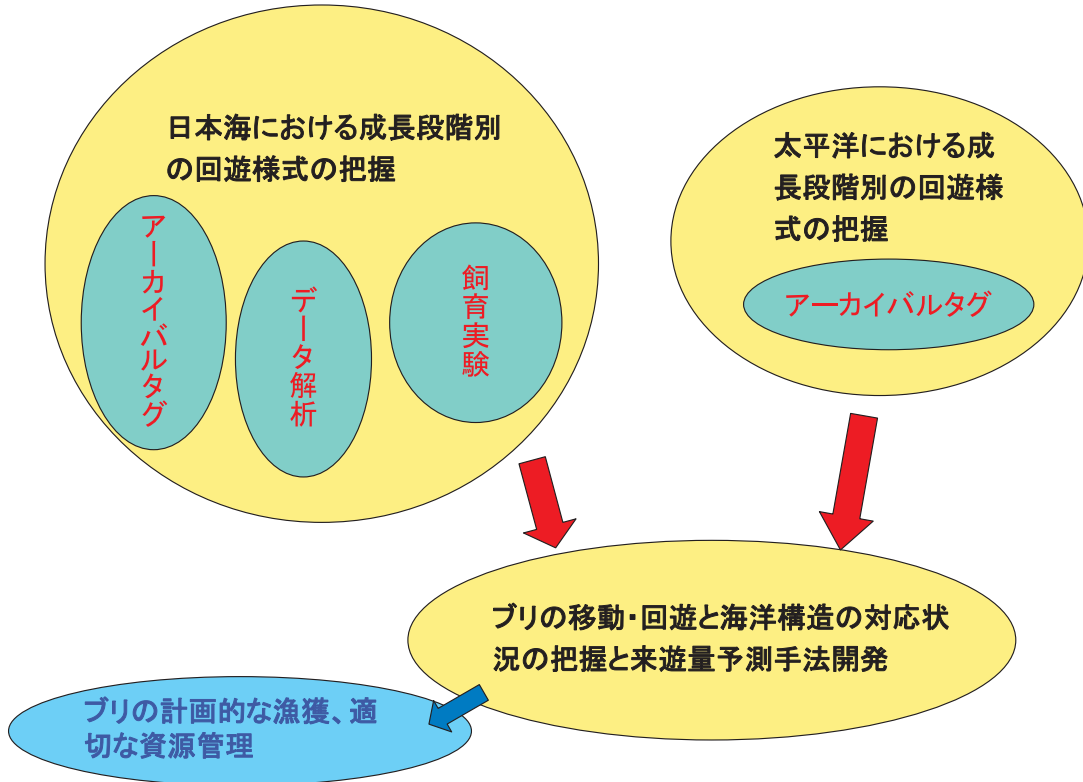 日本海における成長段階別
の回遊様式の把握
アーカイバルタグ
データ解析
飼育実験
太平洋における成
長段階別の回遊様
式の把握
アーカイバルタグ
ブリの移動・回遊と海洋構造の対応状
況の把握と来遊量予測手法開発
ブリの計画的な漁獲、適
切な資源管理